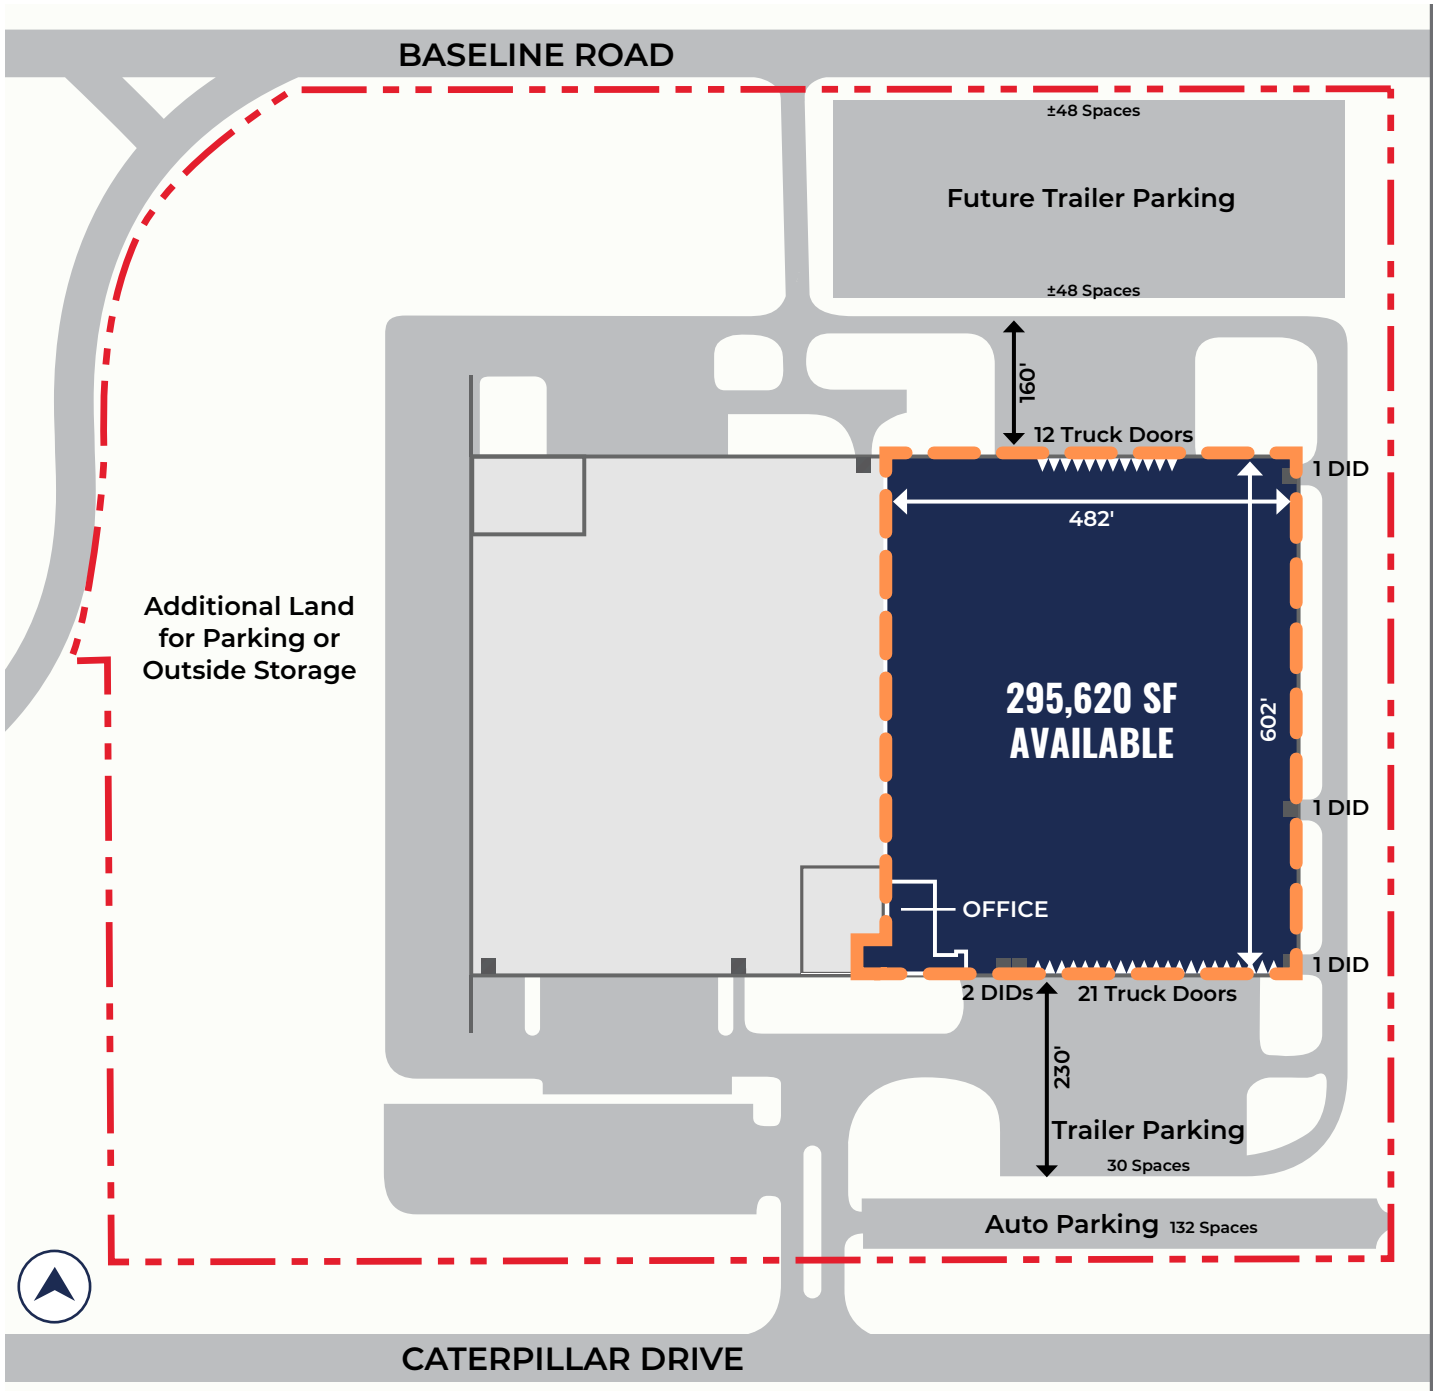 BASELINE ROAD
±48 Spaces
Future Trailer Parking
±48 Spaces
160'
12 Truck Doors
1 DID
482'
Additional Land
for Parking or
Outside Storage
295,620 SF
AVAILABLE
602'
1 DID
OFFICE
1 DID
2 DIDs
21 Truck Doors
230'
Trailer Parking
30 Spaces
Auto Parking 132 Spaces
CATERPILLAR DRIVE